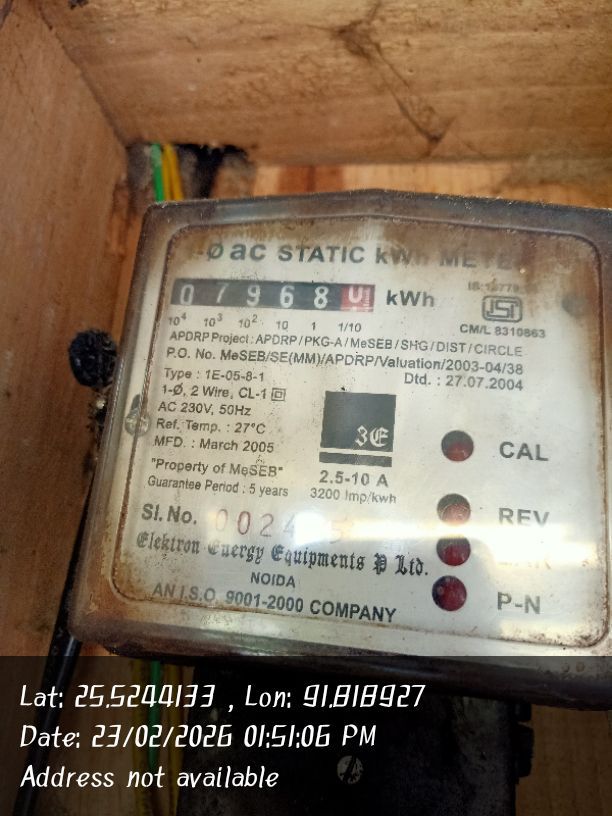 Ø ac STATIC kWh
0 7 9 6 8 kWh
10⁴ 10³ 10² 10 1 1/10
ISI
CM/L 8310863
APDRP Project : APDRP/PKG-A/MeSEB/SHG/DIST/CIRCLE
P.O. No. MeSEB/SE(MM)/APDRP/Valuation/2003-04/38
Dtd. : 27.07.2004
Type : 1E-05-8-1
1-Ø, 2 Wire, CL-1
AC 230V, 50Hz
Ref. Temp. : 27°C
MFD. : March 2005
"Property of MeSEB"
Guarantee Period : 5 years
3E
2.5-10 A
3200 Imp/kwh
CAL
REV
P-N
Sl. No.
Elektron Energy Equipments P Ltd.
NOIDA
AN I.S.O. 9001-2000 COMPANY
Lat: 25.5244133 , Lon: 91.818927
Date: 23/02/2026 01:51:06 PM
Address not available